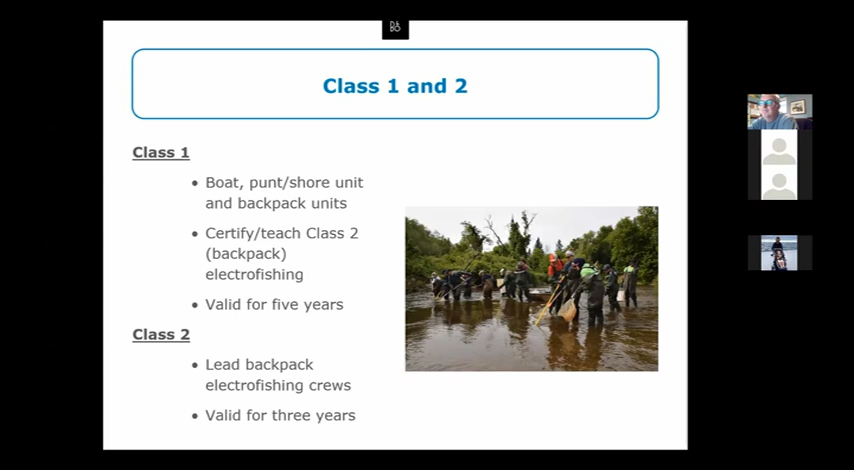 Class 1 and 2
Class 1
• Boat, punt/shore unit
and backpack units
• Certify/teach Class 2
(backpack)
electrofishing
• Valid for five years
Class 2
• Lead backpack
electrofishing crews
• Valid for three years